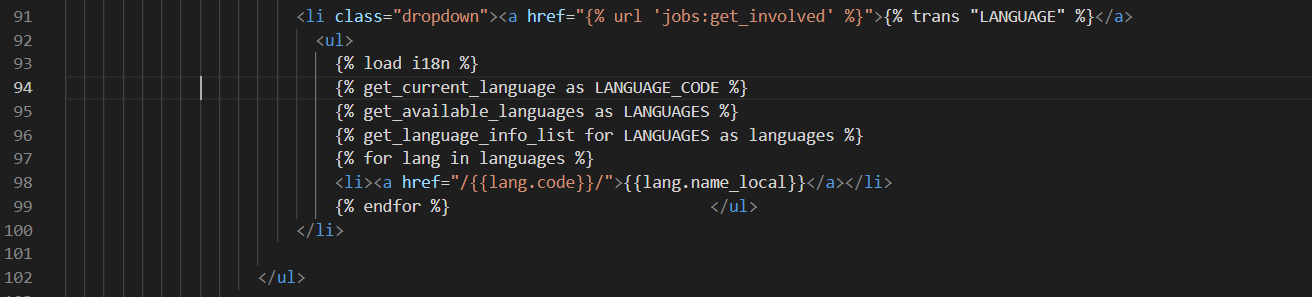 91 <li class="dropdown"><a href="{% url 'jobs:get_involved' %}">{% trans "LANGUAGE" %}</a>
92 <ul>
93 {% load i18n %}
94 {% get_current_language as LANGUAGE_CODE %}
95 {% get_available_languages as LANGUAGES %}
96 {% get_language_info_list for LANGUAGES as languages %}
97 {% for lang in languages %}
98 <li><a href="/{{lang.code}}/">{{lang.name_local}}</a></li>
99 {% endfor %} </ul>
100 </li>
101
102 </ul>